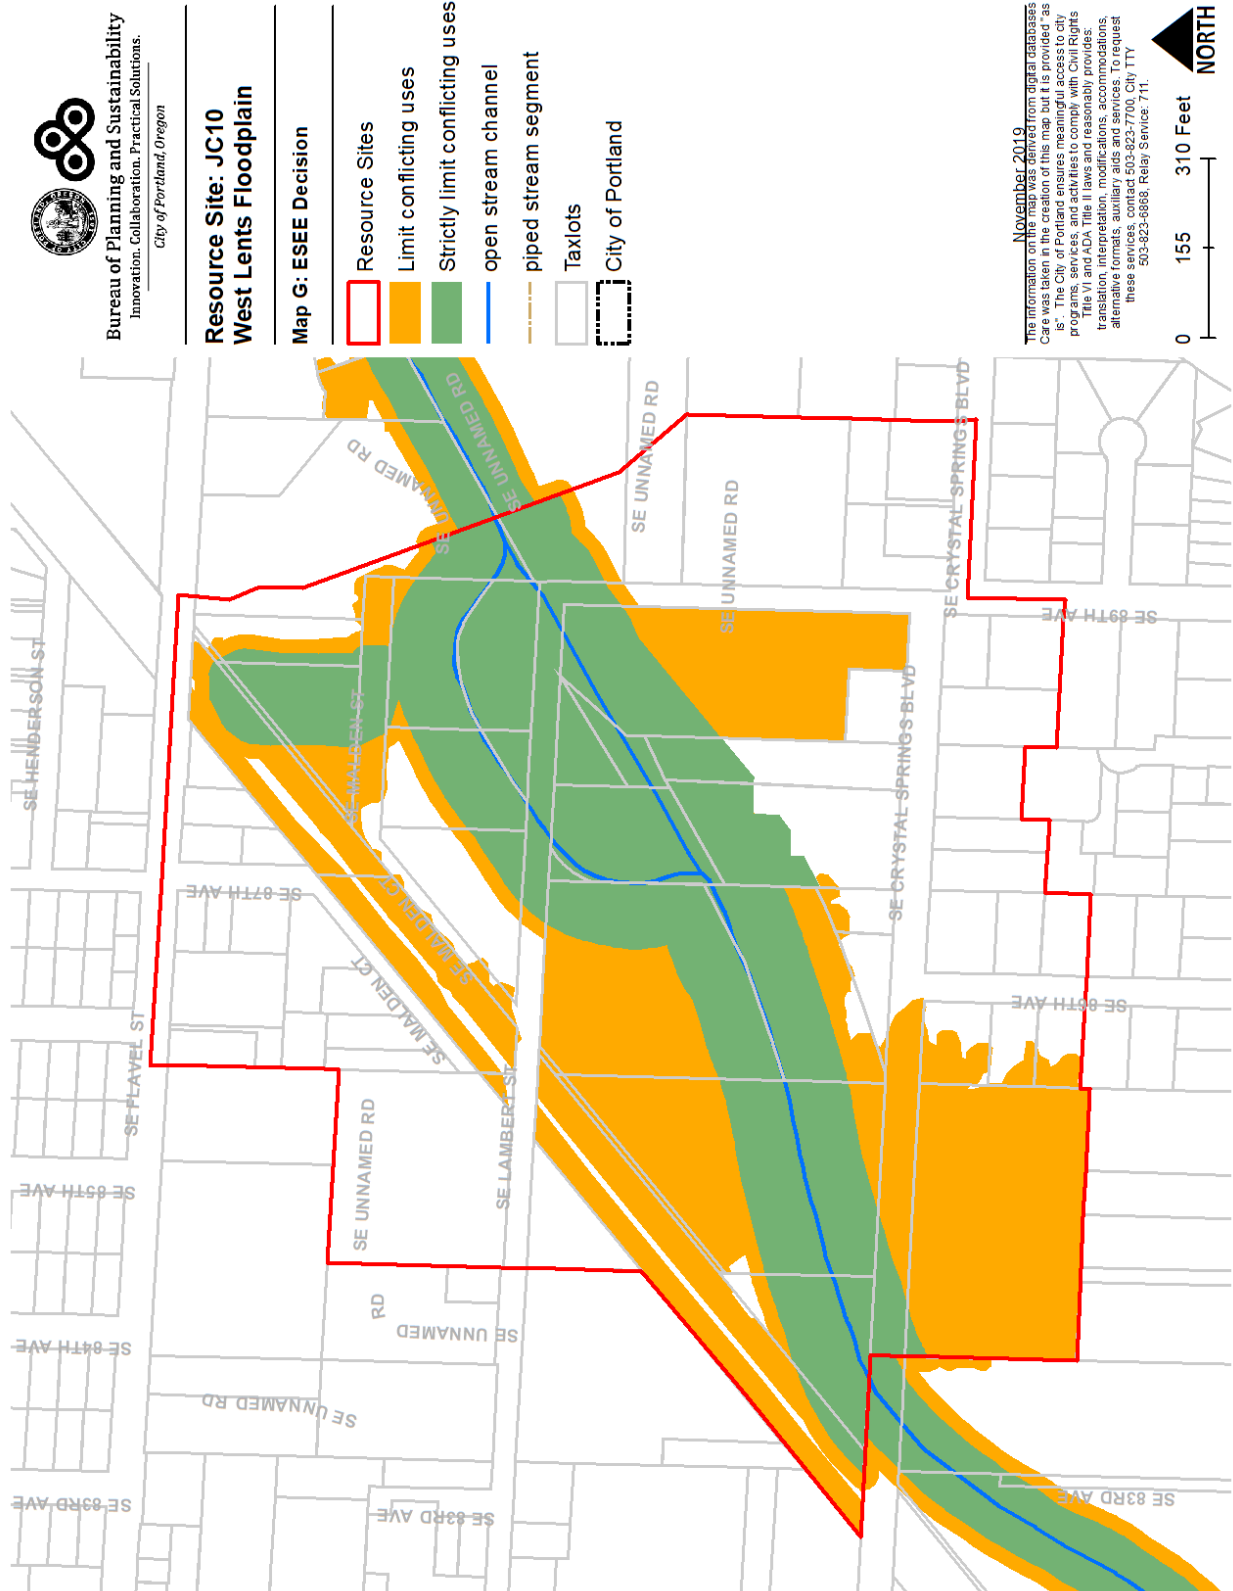 Bureau of Planning and Sustainability
Innovation. Collaboration. Practical Solutions.
City of Portland, Oregon
Resource Site: JC10
West Lents Floodplain
Map G: ESEE Decision
Resource Sites
Limit conflicting uses
Strictly limit conflicting uses
open stream channel
piped stream segment
Taxlots
City of Portland
November 2019
The information on the map was derived from digital databases
Care was taken in the creation of this map but it is provided "as
is". The City of Portland ensures meaningful access to city
programs, services, and activities to comply with Civil Rights
Title VI and ADA Title II laws and reasonably provides:
translation, interpretation, modifications, accommodations,
alternative formats, auxiliary aids and services. To request
these services, contact 503-823-7700, City TTY
503-823-6868, Relay Service: 711.
0 155 310 Feet
NORTH
SE HENDERSON ST
SE FLAVEL ST
SE 85TH AVE
SE 84TH AVE
SE 83RD AVE
SE 87TH AVE
SE UNNAMED RD
SE MALDEN ST
SE MALDEN CT
SE MALDEN CT
SE UNNAMED RD
SE UNNAMED RD
SE UNNAMED RD
SE 83RD AVE
SE LAMBERT ST
SE UNNAMED RD
SE UNNAMED RD
SE
SE UNNAMED RD
SE UNNAMED RD
SE CRYSTAL SPRINGS BLVD
SE CRYSTAL SPRINGS BLVD
SE 89TH AVE
SE 86TH AVE
SE 83RD AVE